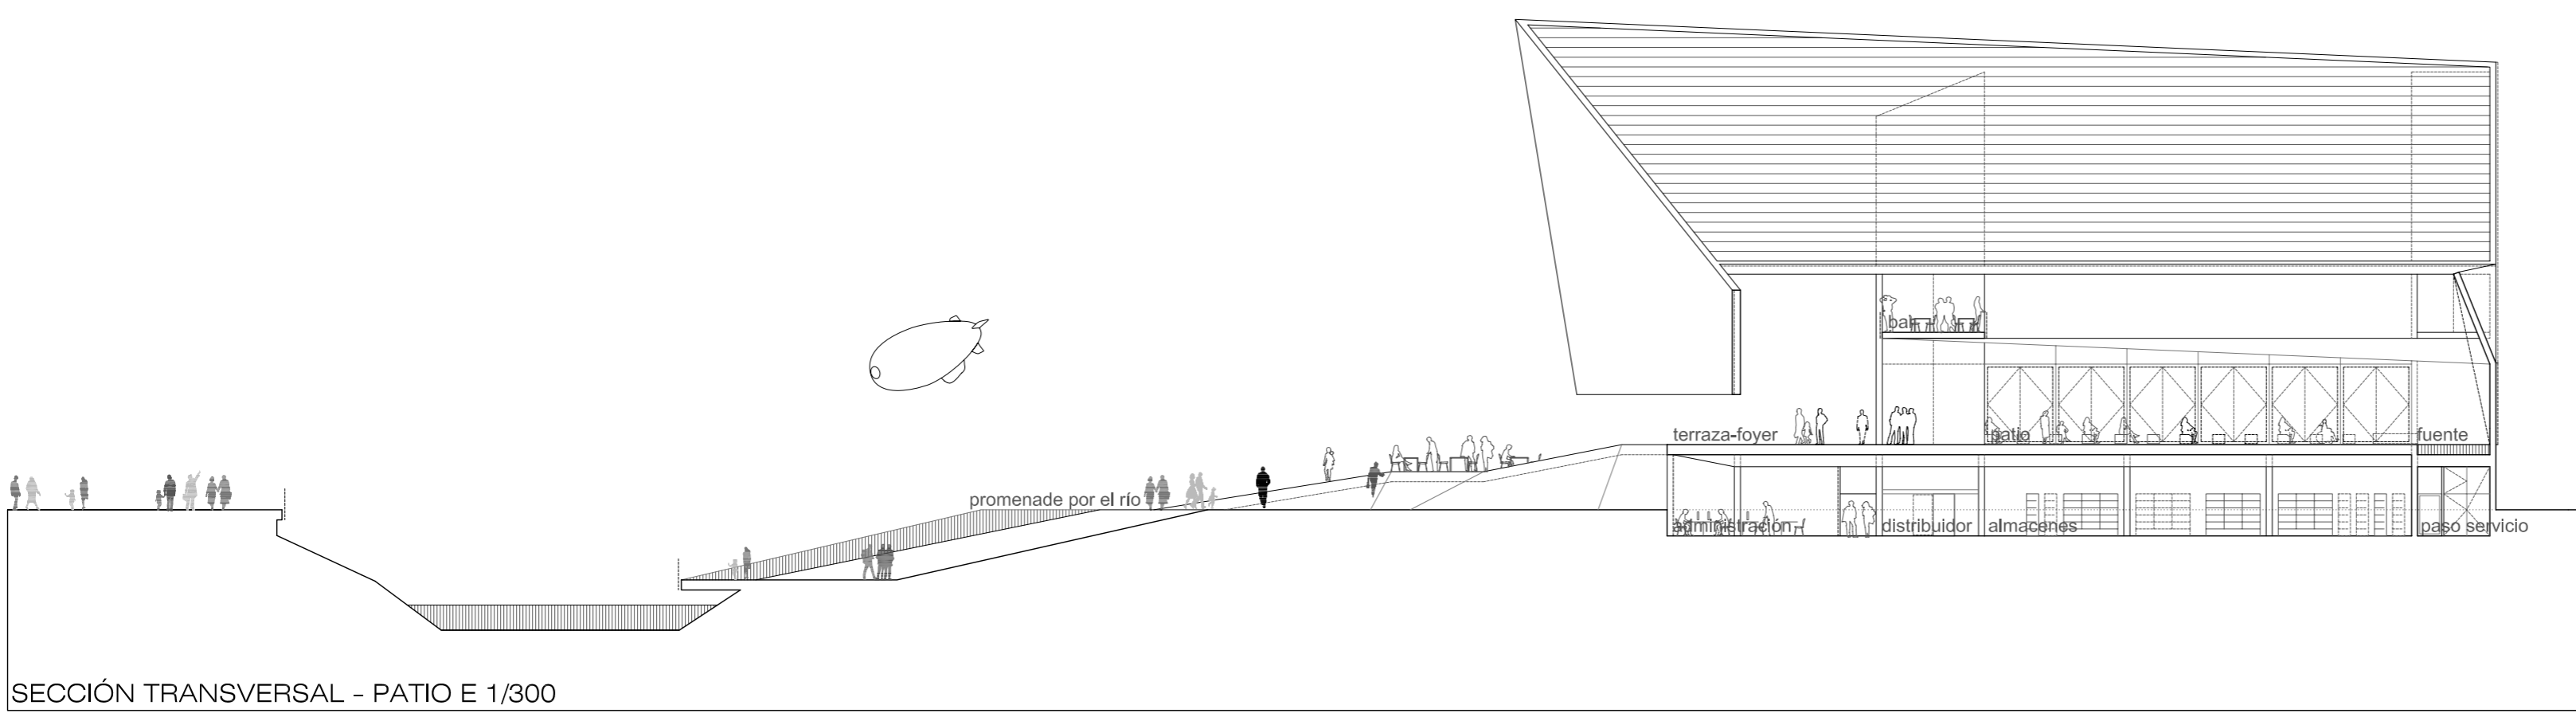 bar
terraza-foyer
patio
fuente
promenade por el río
administración
distribuidor
almacenes
paso servicio
SECCIÓN TRANSVERSAL - PATIO E 1/300